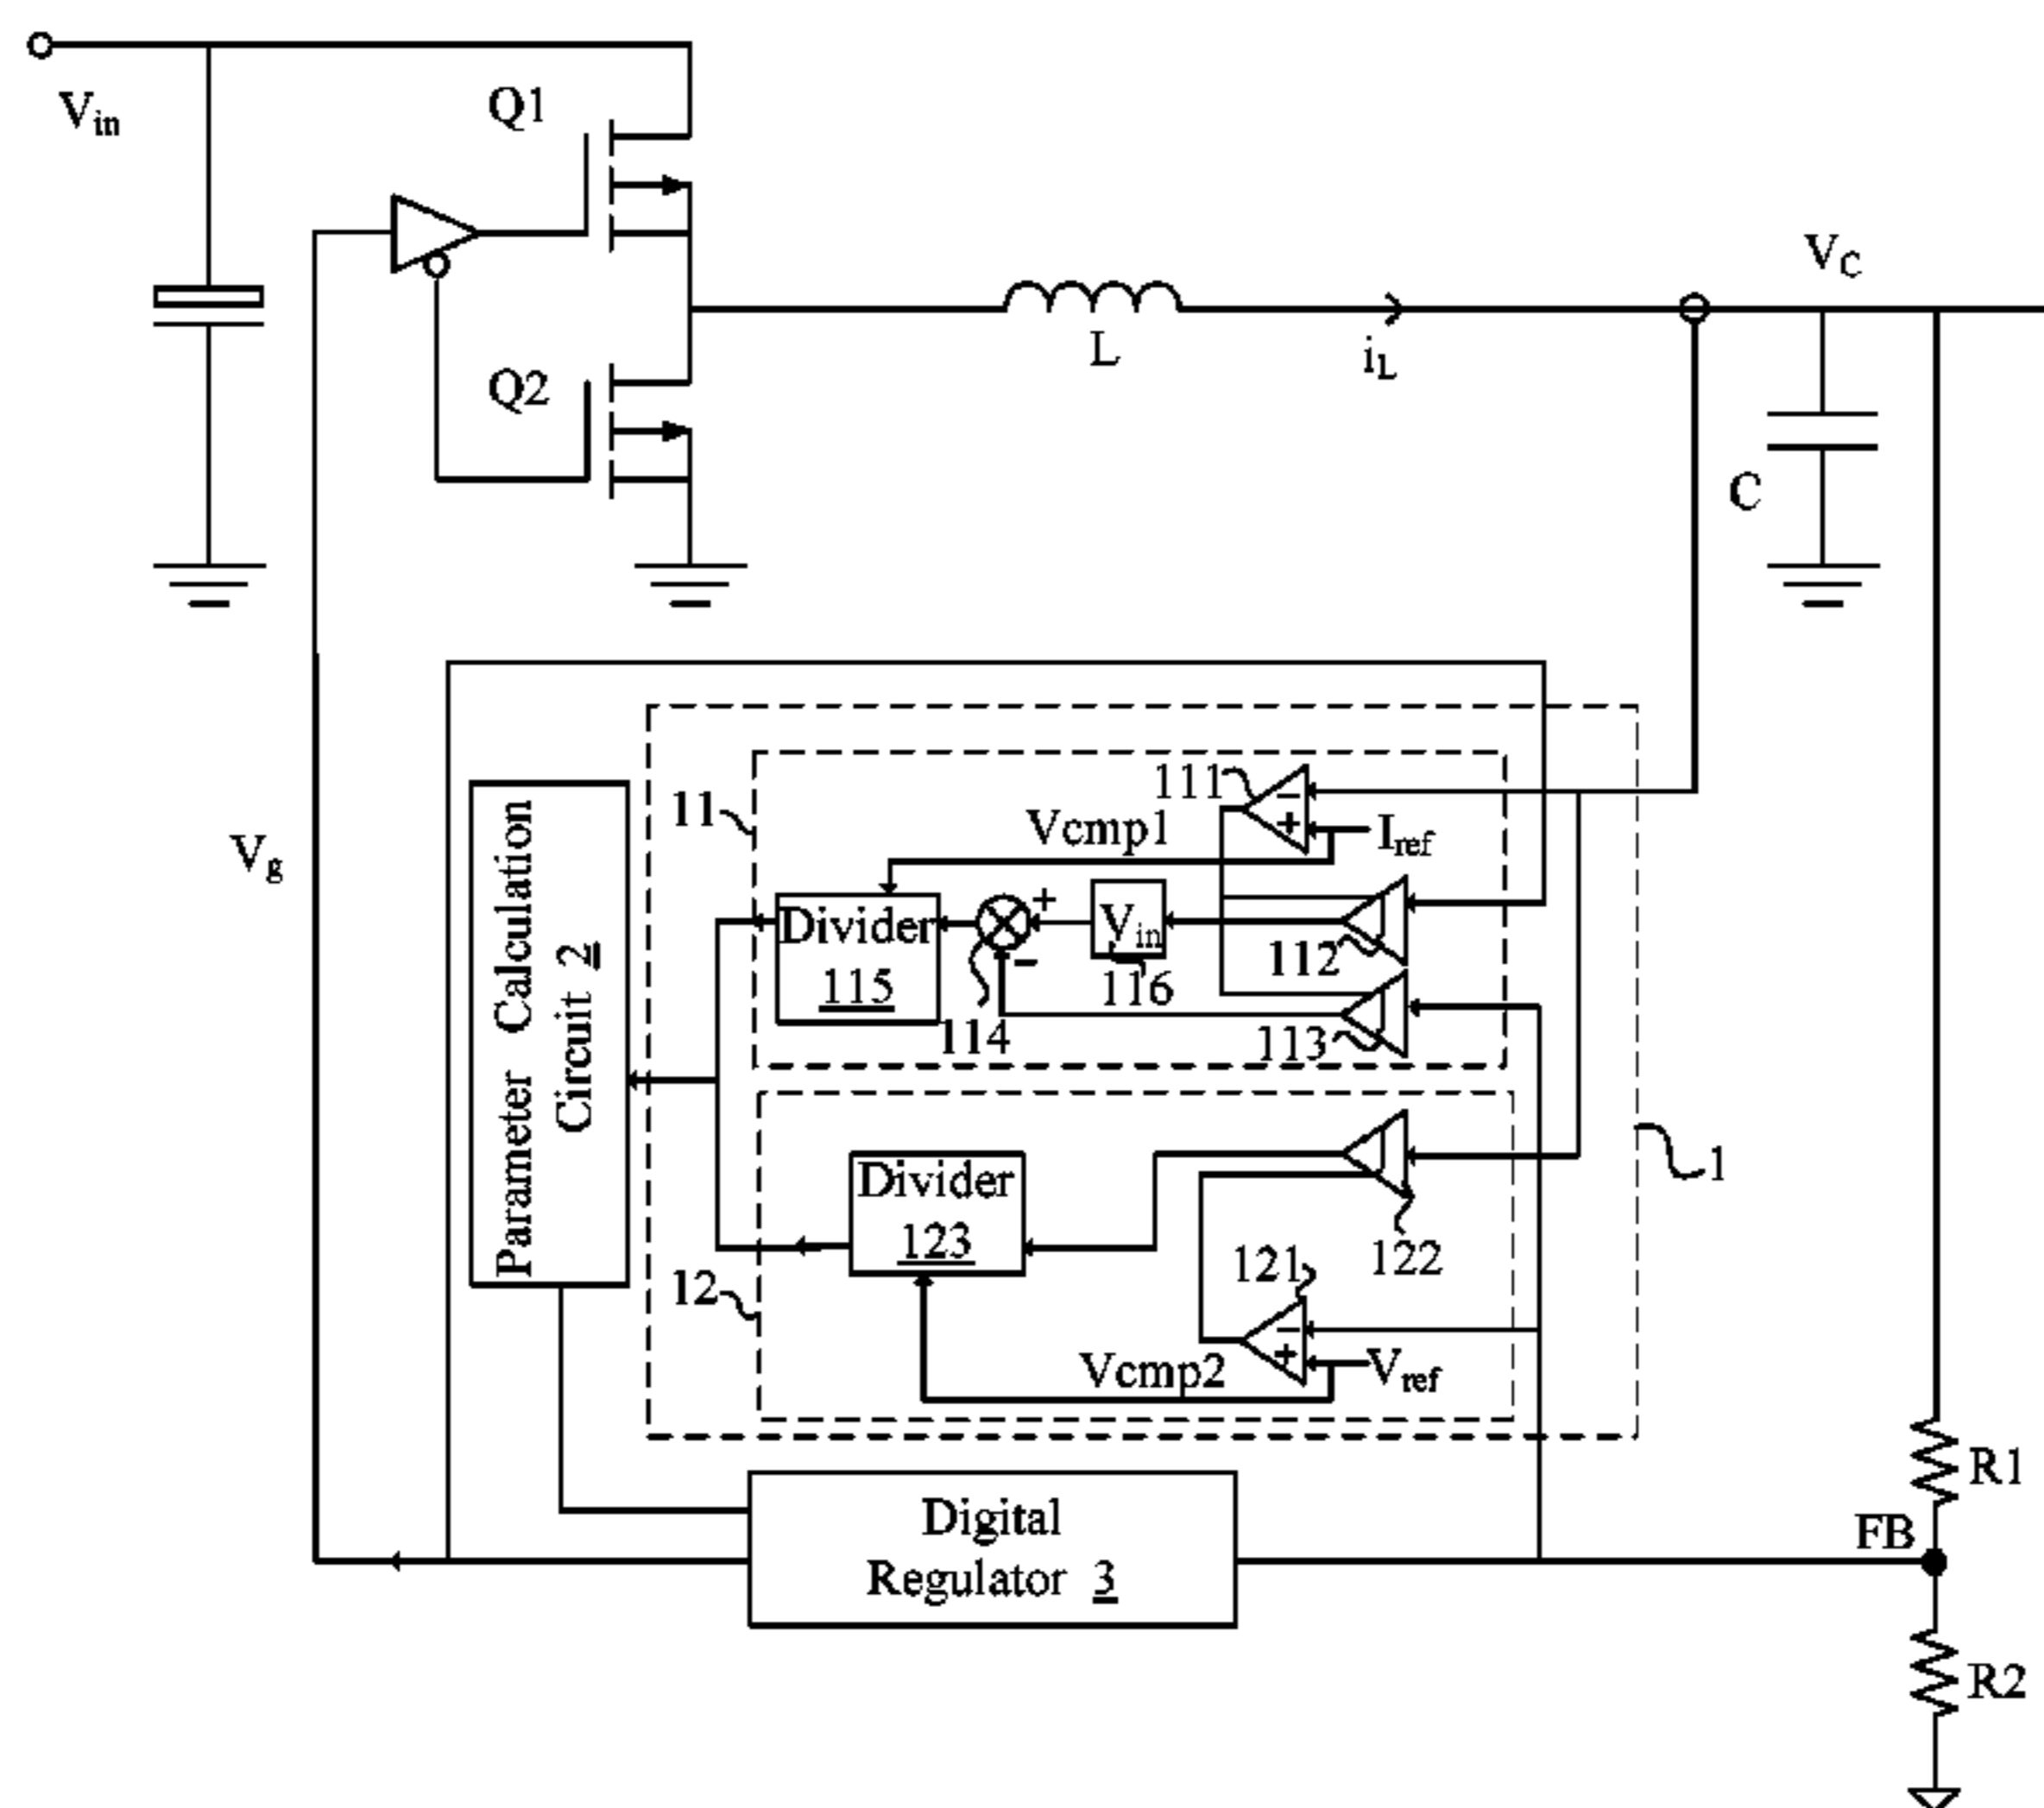 Vin
Q1
Q2
L
iL
VC
C
Vg
Parameter Calculation
Circuit 2
11
111
Vcmp1
Iref
+
−
+
−
Divider
115
114
Vin
116
112
113
12
Divider
123
122
121
−
+
Vcmp2
Vref
1
Digital
Regulator 3
FB
R1
R2